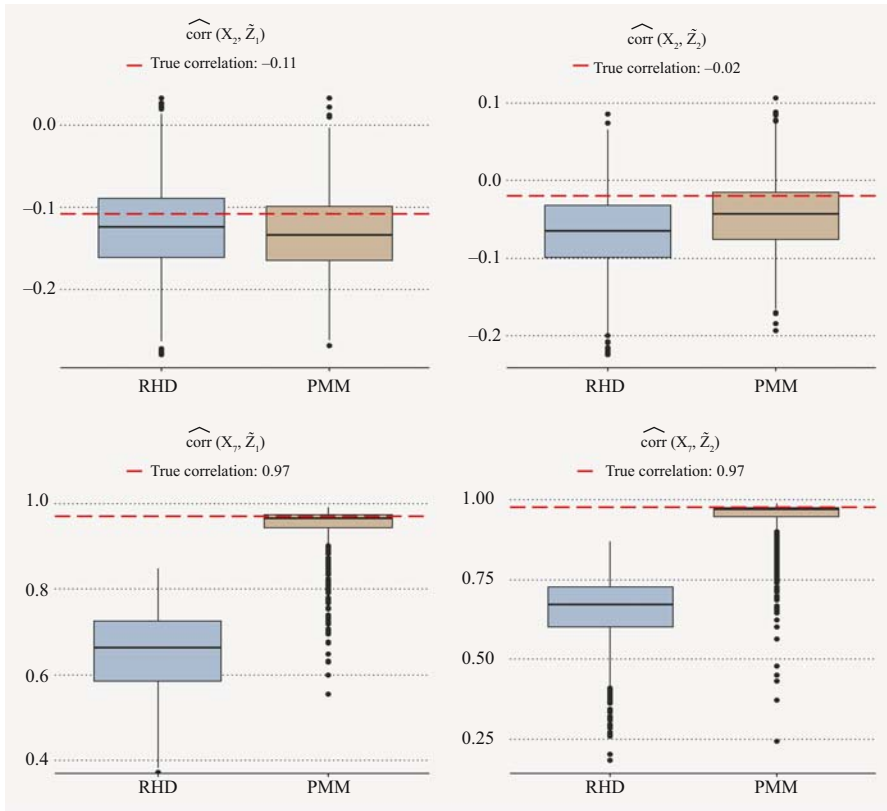 corr (X₂, Z̃₁)
True correlation: –0.11
0.0
–0.1
–0.2
RHD PMM
corr (X₂, Z̃₂)
True correlation: –0.02
0.1
0.0
–0.1
–0.2
RHD PMM
corr (X₇, Z̃₁)
True correlation: 0.97
1.0
0.8
0.6
0.4
RHD PMM
corr (X₇, Z̃₂)
True correlation: 0.97
1.00
0.75
0.50
0.25
RHD PMM